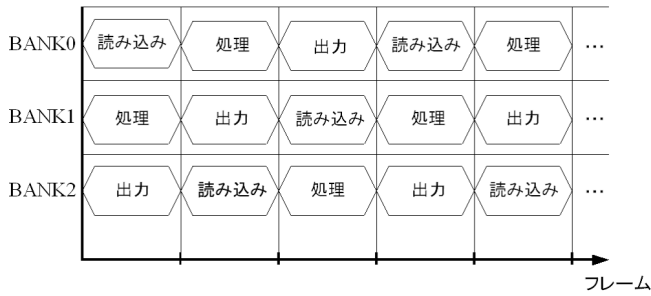 BANK0 読み込み 処理 出力 読み込み 処理 …
BANK1 処理 出力 読み込み 処理 出力 …
BANK2 出力 読み込み 処理 出力 読み込み …
フレーム